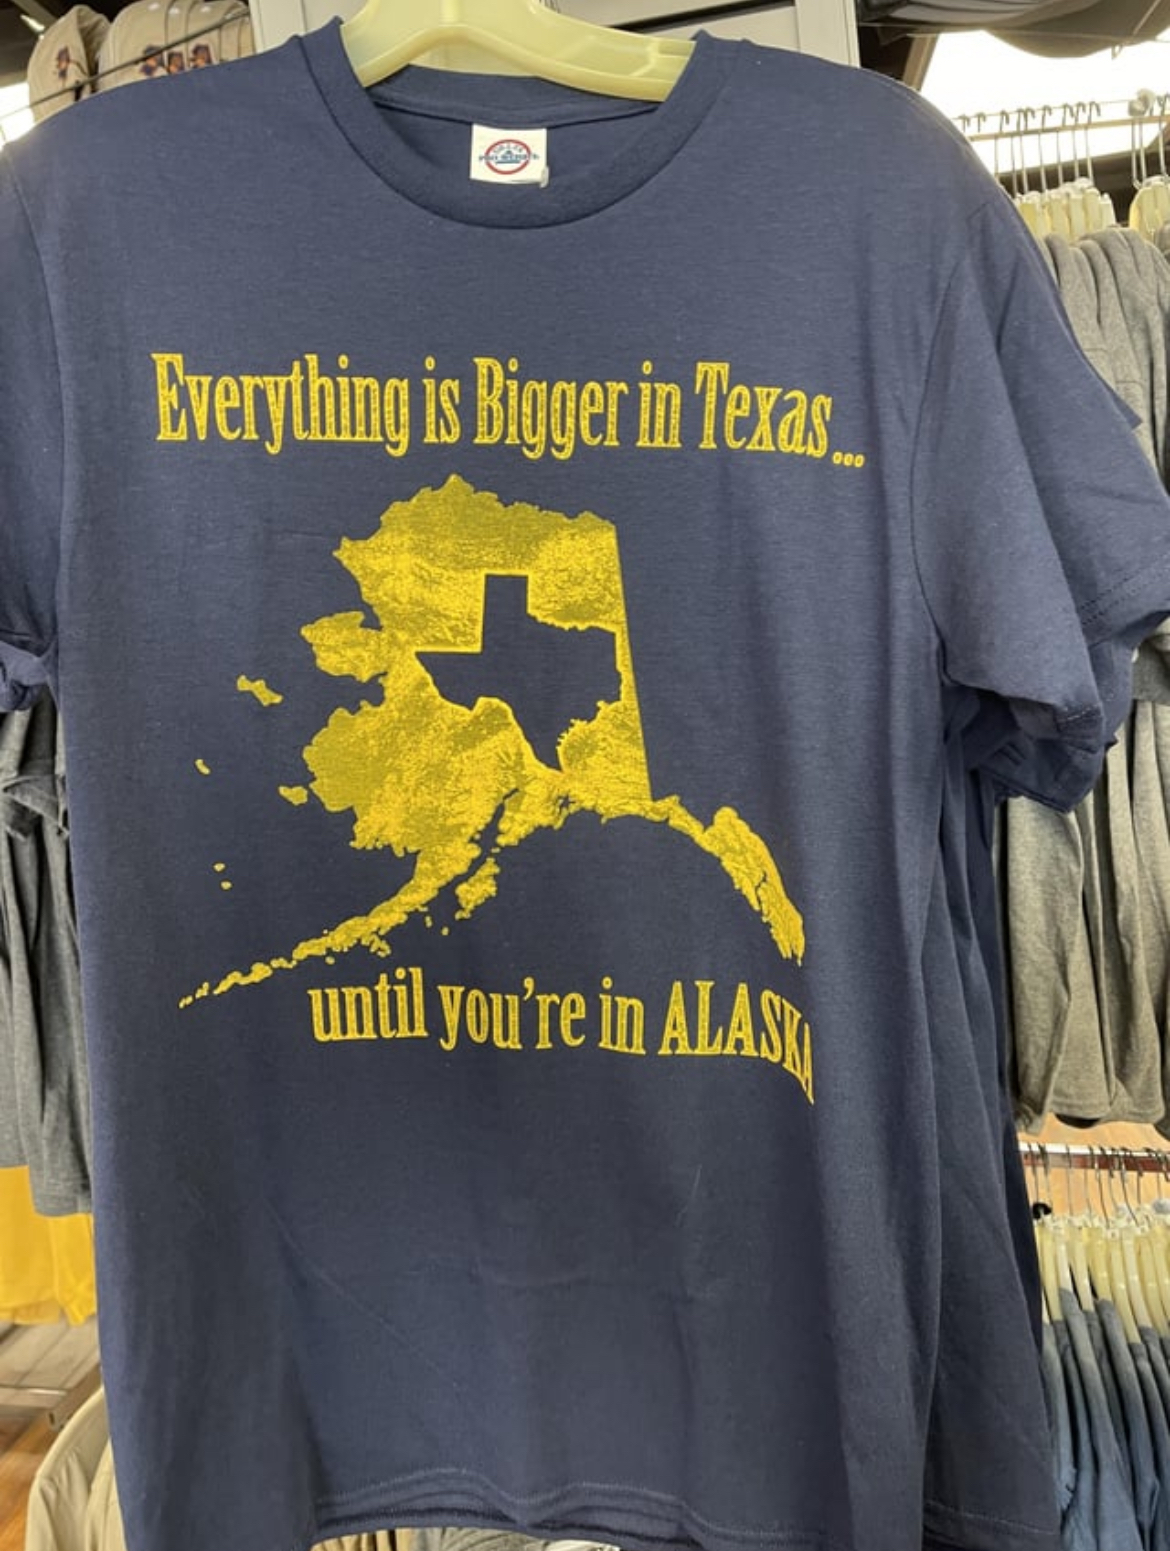 Everything is Bigger in Texas...
until you're in ALASKA